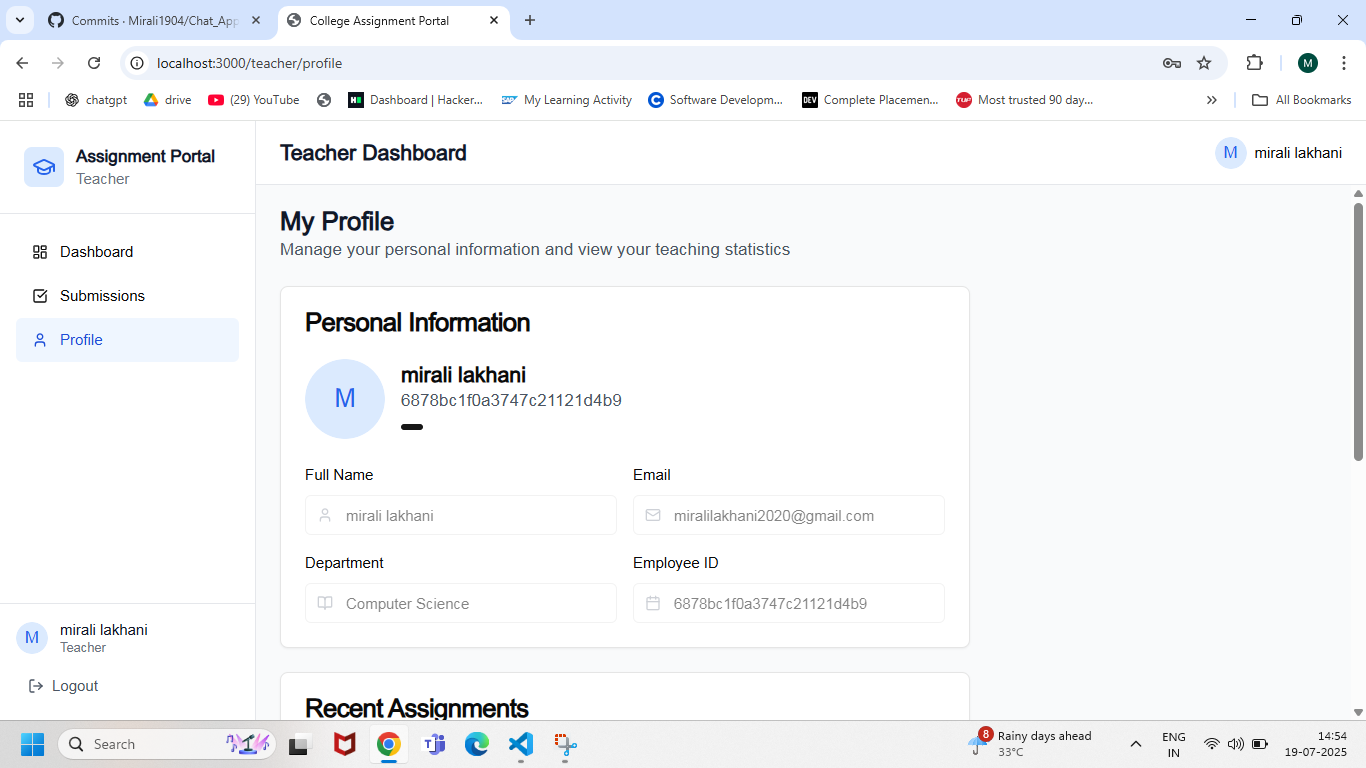 Commits · Mirali1904/Chat_App
College Assignment Portal
localhost:3000/teacher/profile
M
chatgpt
drive
(29) YouTube
Dashboard | Hacker...
SAP
My Learning Activity
C
Software Developm...
DEV
Complete Placemen...
TUF
Most trusted 90 day...
All Bookmarks
Assignment Portal
Teacher
Teacher Dashboard
M
mirali lakhani
Dashboard
Submissions
Profile
My Profile
Manage your personal information and view your teaching statistics
Personal Information
M
mirali lakhani
6878bc1f0a3747c21121d4b9
Full Name
Email
mirali lakhani
miralilakhani2020@gmail.com
Department
Employee ID
Computer Science
6878bc1f0a3747c21121d4b9
Recent Assignments
M
mirali lakhani
Teacher
Logout
Search
8
Rainy days ahead
33°C
ENG
IN
14:54
19-07-2025